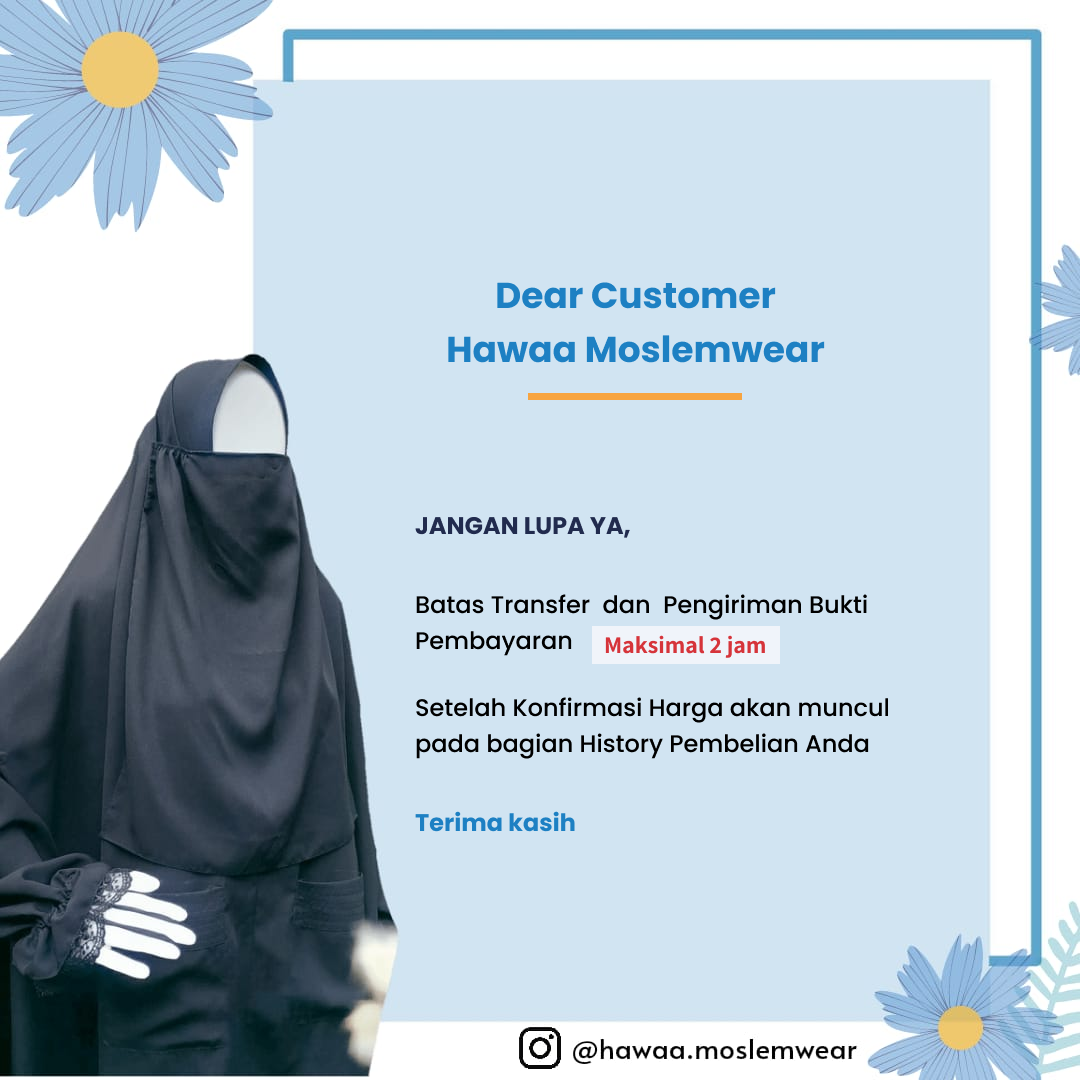 Dear Customer
Hawaa Moslemwear
JANGAN LUPA YA,
Batas Transfer dan Pengiriman Bukti
Pembayaran Maksimal 2 jam
Setelah Konfirmasi Harga akan muncul
pada bagian History Pembelian Anda
Terima kasih
@hawaa.moslemwear